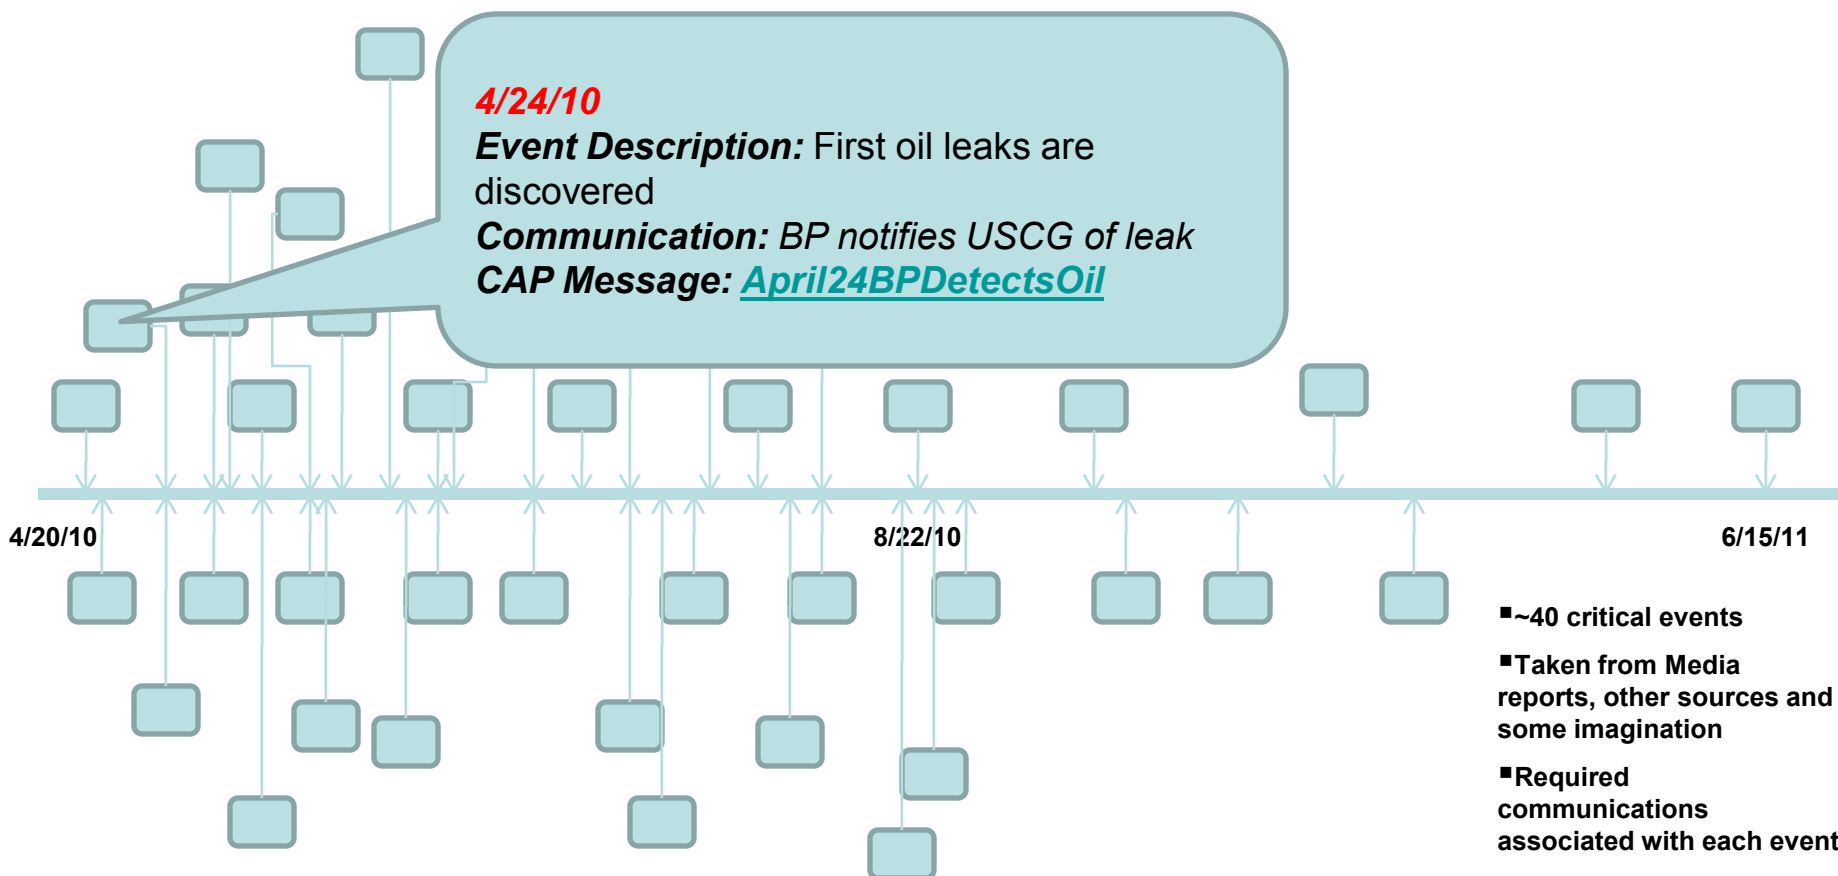 4/24/10
Event Description: First oil leaks are
discovered
Communication: BP notifies USCG of leak
CAP Message: April24BPDetectsOil
4/20/10
8/22/10
6/15/11
▪~40 critical events
▪Taken from Media
reports, other sources and
some imagination
▪Required
communications
associated with each event